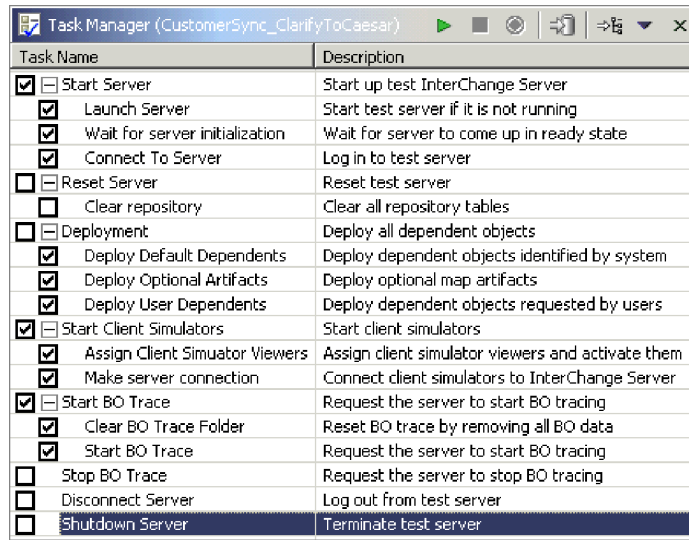 Task Manager (CustomerSync_ClarifyToCaesar)
Task Name Description
Start Server Start up test InterChange Server
Launch Server Start test server if it is not running
Wait for server initialization Wait for server to come up in ready state
Connect To Server Log in to test server
Reset Server Reset test server
Clear repository Clear all repository tables
Deployment Deploy all dependent objects
Deploy Default Dependents Deploy dependent objects identified by system
Deploy Optional Artifacts Deploy optional map artifacts
Deploy User Dependents Deploy dependent objects requested by users
Start Client Simulators Start client simulators
Assign Client Simuator Viewers Assign client simulator viewers and activate them
Make server connection Connect client simulators to InterChange Server
Start BO Trace Request the server to start BO tracing
Clear BO Trace Folder Reset BO trace by removing all BO data
Start BO Trace Request the server to start BO tracing
Stop BO Trace Request the server to stop BO tracing
Disconnect Server Log out from test server
Shutdown Server Terminate test server